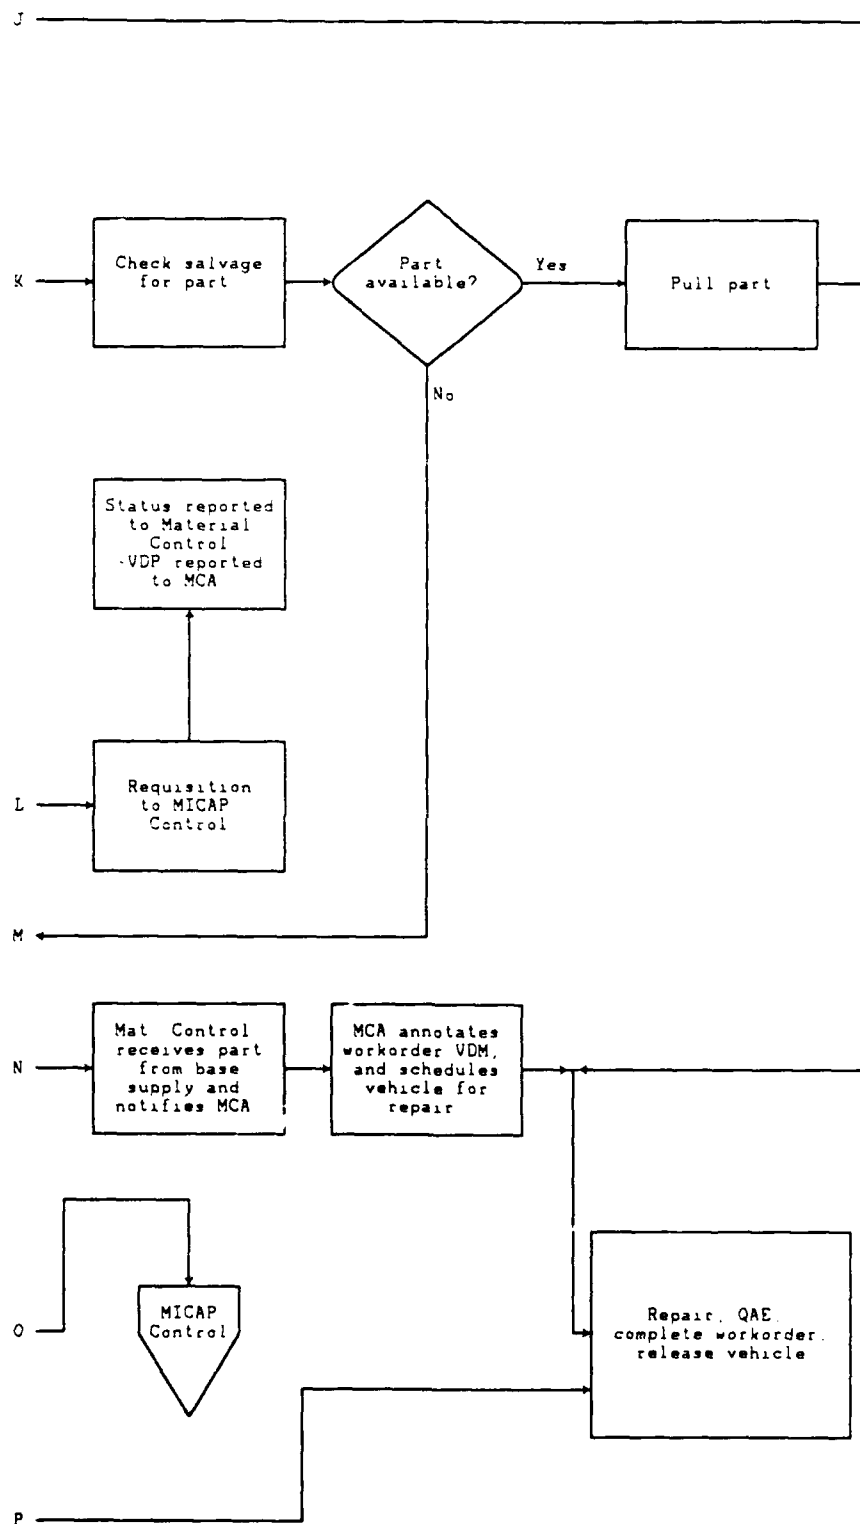 J
K
Check salvage
for part
Part
available?
Yes
Pull part
No
Status reported
to Material
Control
-VDP reported
to MCA
L
Requisition
to MICAP
Control
M
N
Mat Control
receives part
from base
supply and
notifies MCA
MCA annotates
workorder VDM,
and schedules
vehicle for
repair
O
MICAP
Control
Repair, QAE,
complete workorder,
release vehicle
P